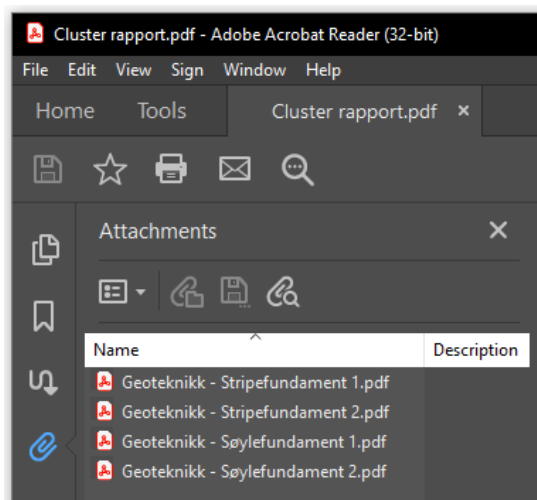 Cluster rapport.pdf - Adobe Acrobat Reader (32-bit)
File Edit View Sign Window Help
Home Tools Cluster rapport.pdf ×
Attachments ×
Name Description
Geoteknikk - Stripefundament 1.pdf
Geoteknikk - Stripefundament 2.pdf
Geoteknikk - Søylefundament 1.pdf
Geoteknikk - Søylefundament 2.pdf